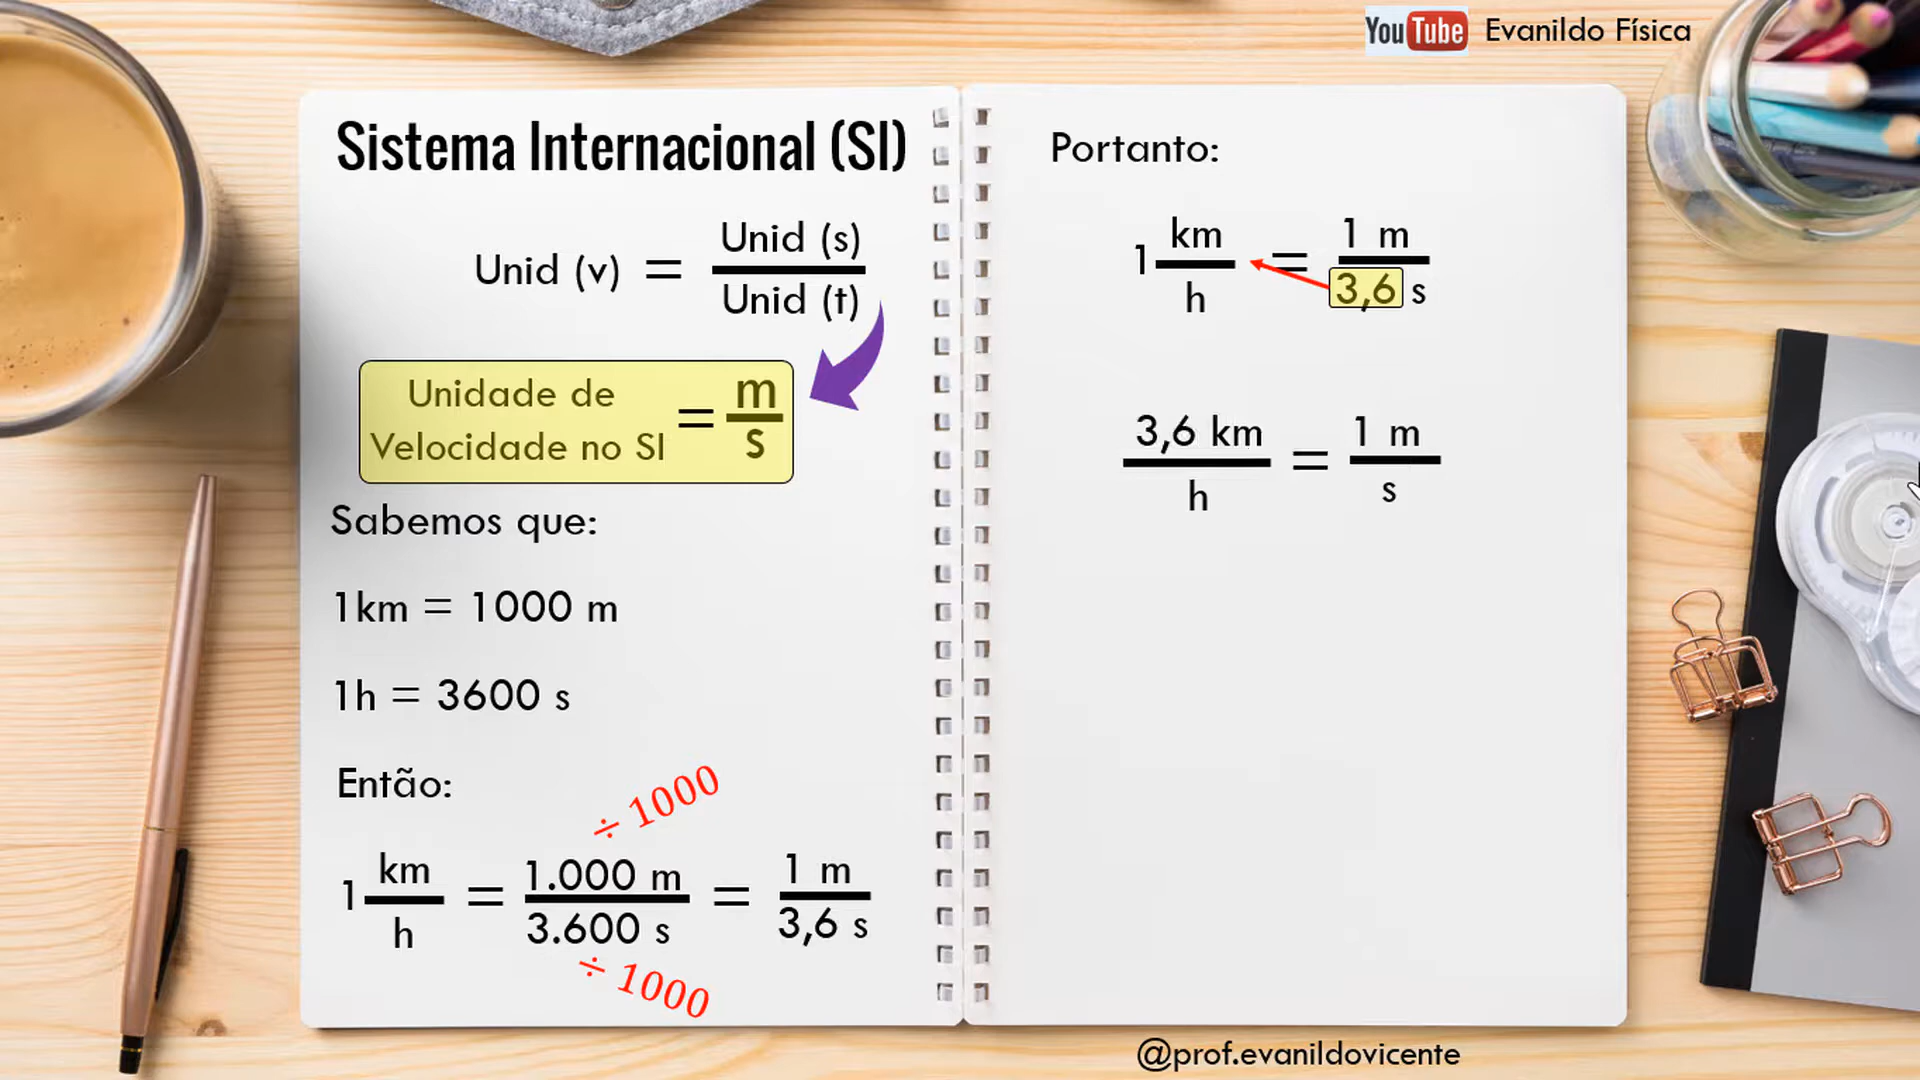 YouTube Evanildo Física
Sistema Internacional (SI)
Unid (v) = Unid (s) / Unid (t)
Unidade de
Velocidade no SI = m / s
Sabemos que:
1km = 1000 m
1h = 3600 s
Então:
÷ 1000
1 km / h = 1.000 m / 3.600 s = 1 m / 3,6 s
÷ 1000
Portanto:
1 km / h = 1 m / 3,6 s
3,6 km / h = 1 m / s
@prof.evanildovicente